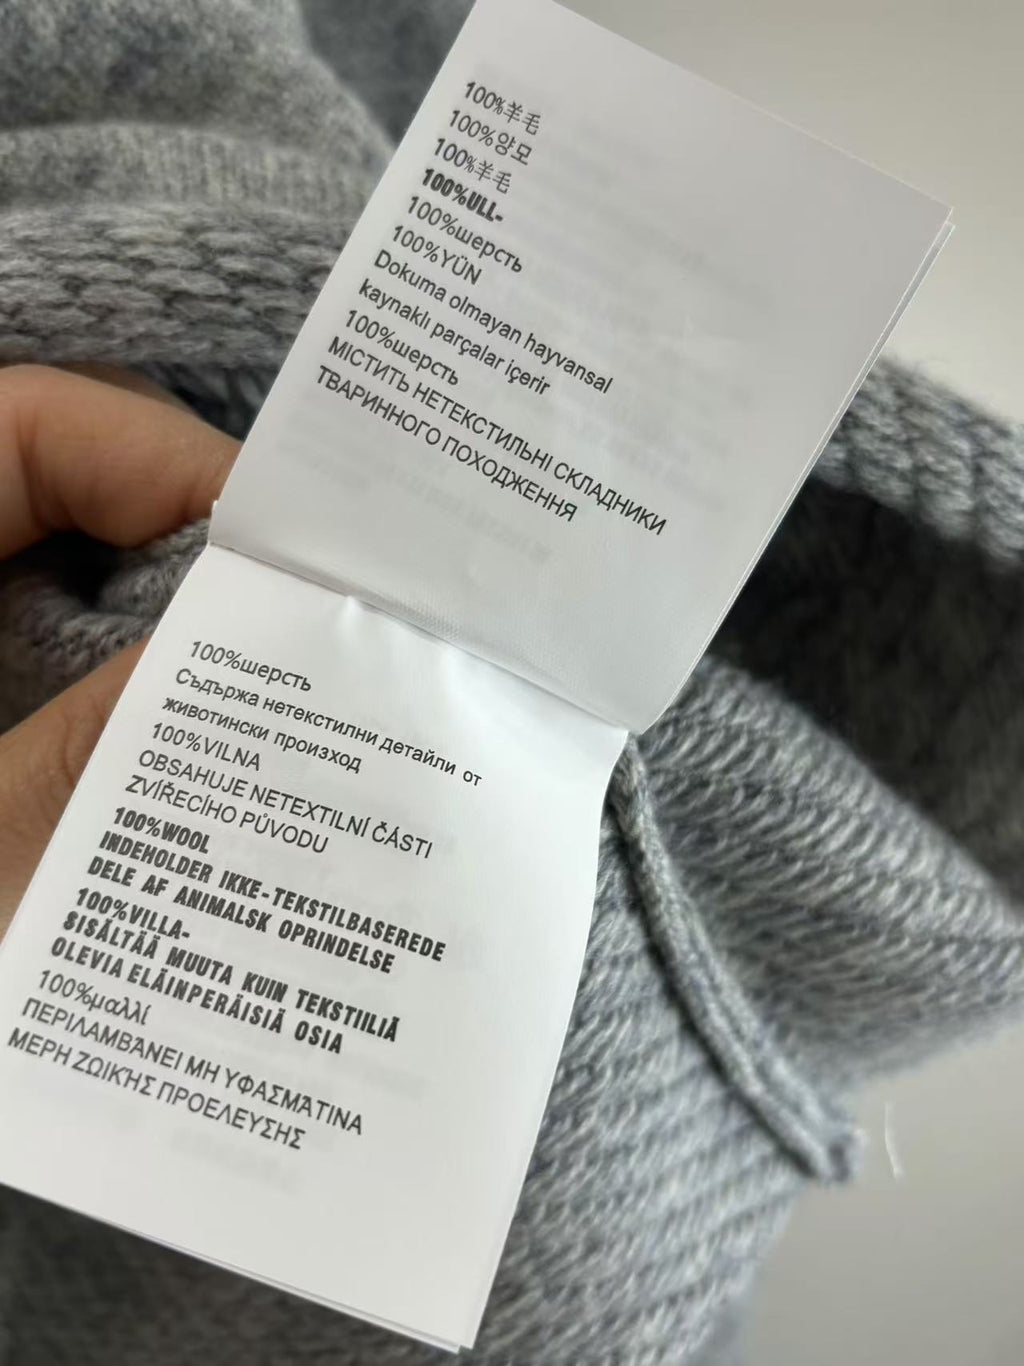 100%羊毛
100%양모
100%羊毛
100%ULL-
100%шерсть
100%YÜN
Dokuma olmayan hayvansal
kaynaklı parçalar içerir
100%шерсть
МІСТИТЬ НЕТЕКСТИЛЬНІ СКЛАДНИКИ
ТВАРИННОГО ПОХОДЖЕННЯ
100%шерсть
Съдържа нетекстилни детайли от
животински произход
100%VILNA
OBSAHUJE NETEXTILNÍ ČÁSTI
ZVÍŘECÍHO PŮVODU
100%WOOL
INDEHOLDER IKKE-TEKSTILBASEREDE
DELE AF ANIMALSK OPRINDELSE
100%VILLA-
SISÄLTÄÄ MUUTA KUIN TEKSTIILIÄ
OLEVIA ELÄINPERÄISIÄ OSIA
100%μαλλί
ΠΕΡΙΛΑΜΒΆΝΕΙ ΜΗ ΥΦΑΣΜΆΤΙΝΑ
ΜΕΡΗ ΖΩΙΚΉΣ ΠΡΟΕΛΕΥΣΗΣ